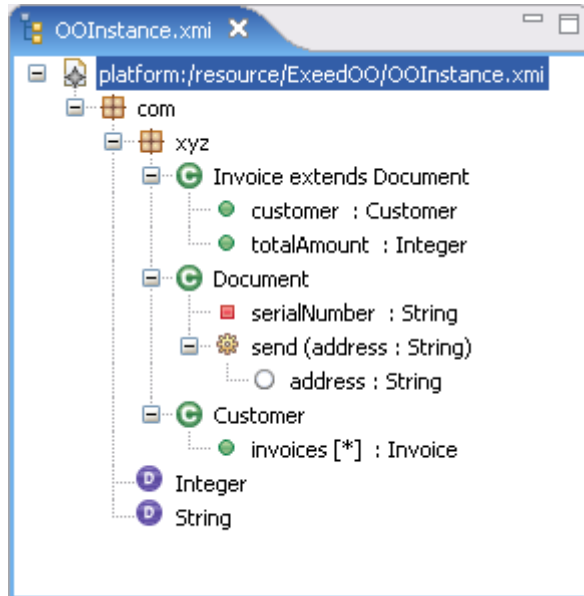 OOInstance.xmi
platform:/resource/ExeedOO/OOInstance.xmi
com
xyz
C Invoice extends Document
customer : Customer
totalAmount : Integer
C Document
serialNumber : String
send (address : String)
address : String
C Customer
invoices [*] : Invoice
D Integer
D String